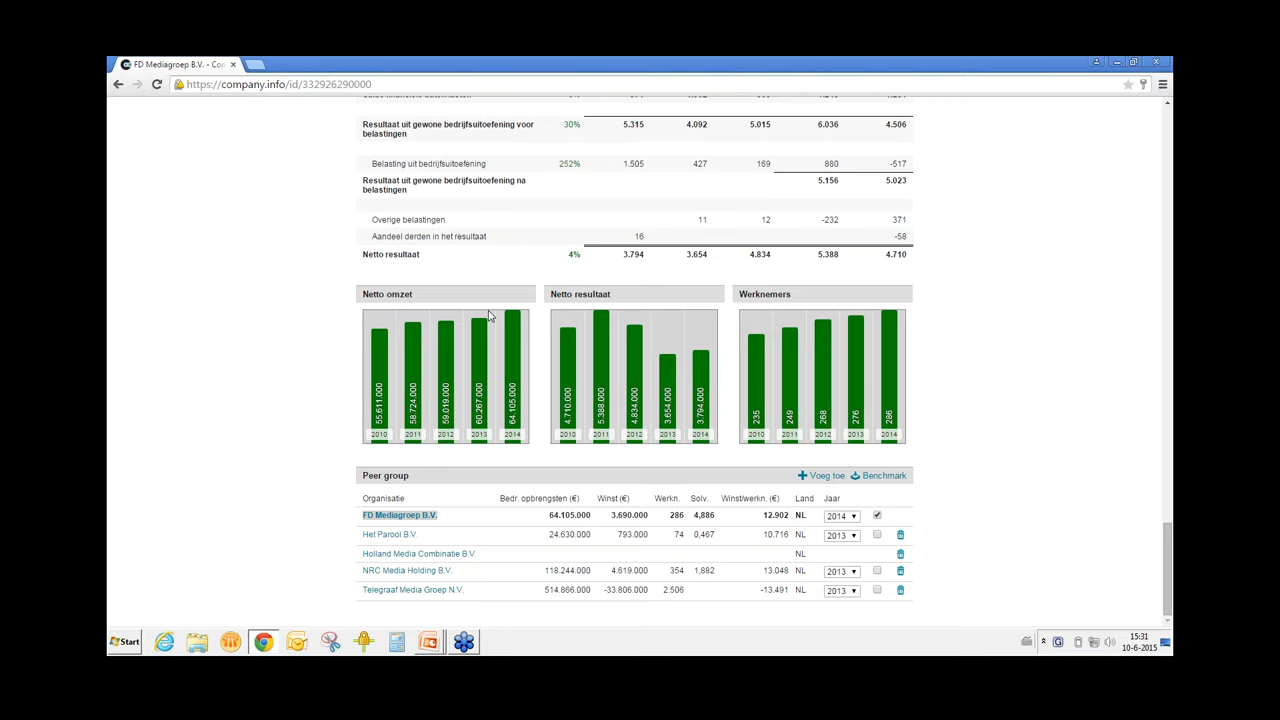 FD Mediagroep B.V. - Co
https://company.info/id/332926290000
Resultaat uit gewone bedrijfsuitoefening voor belastingen 30% 5.315 4.092 5.015 6.036 4.506
Belasting uit bedrijfsuitoefening 252% 1.505 427 169 880 -517
Resultaat uit gewone bedrijfsuitoefening na belastingen 5.156 5.023
Overige belastingen 11 12 -232 371
Aandeel derden in het resultaat 16 -58
Netto resultaat 4% 3.794 3.654 4.834 5.388 4.710
Netto omzet Netto resultaat Werknemers
55.611.000 58.724.000 59.019.000 60.267.000 64.105.000 4.710.000 5.388.000 4.834.000 3.654.000 3.794.000 235 249 268 276 286
2010 2011 2012 2013 2014 2010 2011 2012 2013 2014 2010 2011 2012 2013 2014
Peer group Voeg toe Benchmark
Organisatie Bedr. opbrengsten (€) Winst (€) Werkn. Solv. Winst/werkn. (€) Land Jaar
FD Mediagroep B.V. 64.105.000 3.690.000 286 4,886 12.902 NL 2014
Het Parool B.V. 24.630.000 793.000 74 0,467 10.716 NL 2013
Holland Media Combinatie B.V. NL
NRC Media Holding B.V. 118.244.000 4.619.000 354 1,882 13.048 NL 2013
Telegraaf Media Groep N.V. 514.866.000 -33.806.000 2.506 -13.491 NL 2013
Start
15:31
10-6-2015